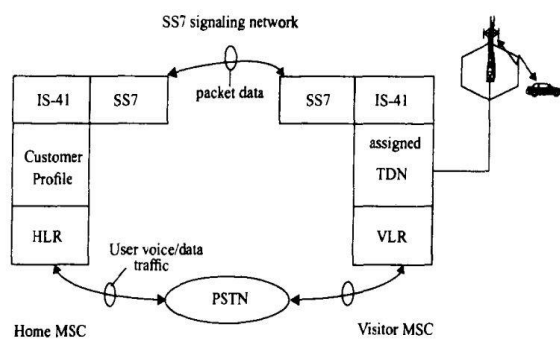 SS7 signaling network
packet data
IS-41 SS7
SS7 IS-41
Customer
Profile
assigned
TDN
HLR
VLR
User voice/data
traffic
PSTN
Home MSC
Visitor MSC